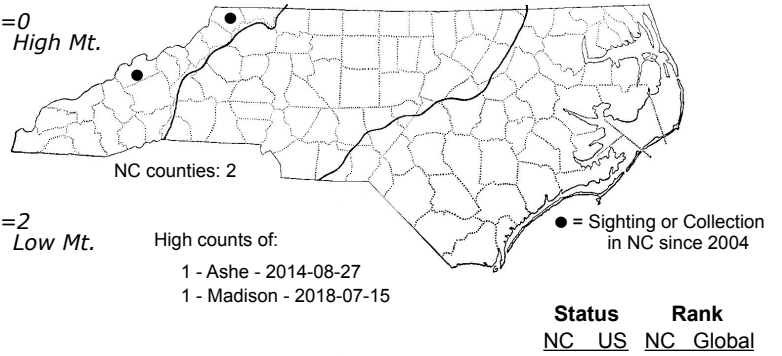 =0
High Mt.
NC counties: 2
=2
Low Mt.
High counts of:
1 - Ashe - 2014-08-27
1 - Madison - 2018-07-15
= Sighting or Collection
in NC since 2004
Status Rank
NC US NC Global